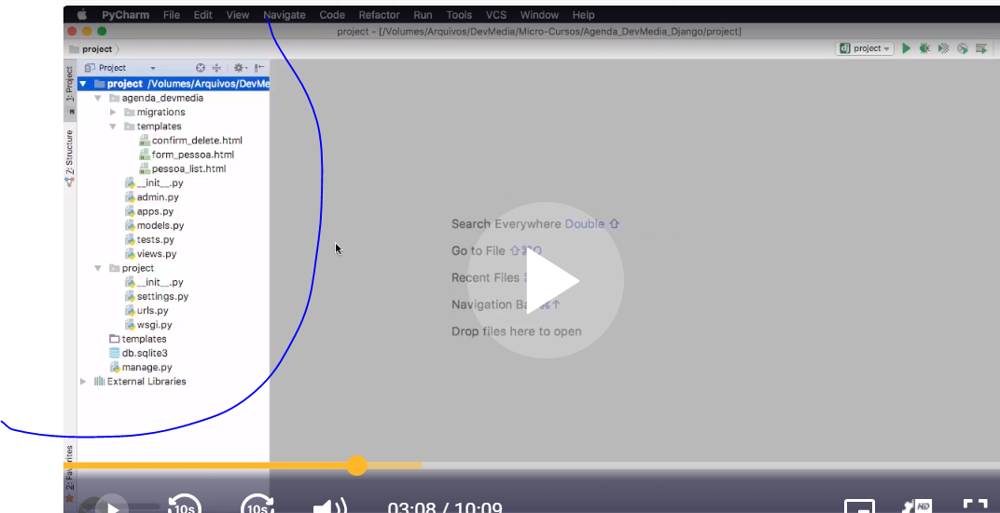 PyCharm File Edit View Navigate Code Refactor Run Tools VCS Window Help
project - [/Volumes/Arquivos/DevMedia/Micro-Cursos/Agenda_DevMedia_Django/project]
project
dj project
1: Project
Project
project /Volumes/Arquivos/DevMe
agenda_devmedia
migrations
templates
confirm_delete.html
form_pessoa.html
pessoa_list.html
__init__.py
admin.py
apps.py
models.py
tests.py
views.py
project
__init__.py
settings.py
urls.py
wsgi.py
templates
db.sqlite3
manage.py
External Libraries
Z: Structure
2: Favorites
Search Everywhere Double ⇧
Go to File ⇧⌘O
Recent Files
Navigation Ba ⌘↑
Drop files here to open
10s
10s
03:08 / 10:09
HD